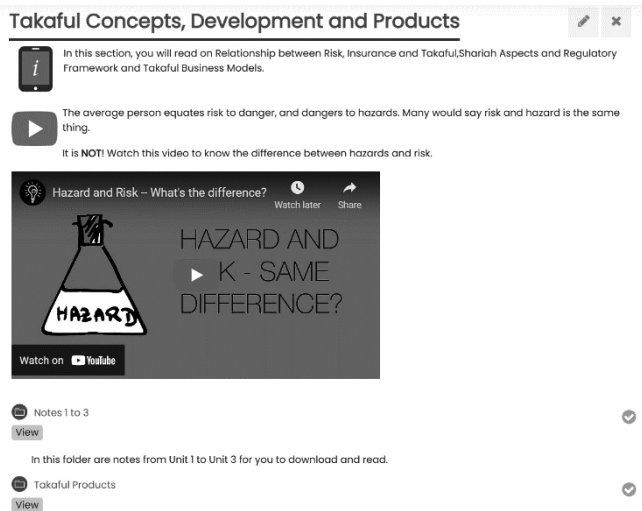 Takaful Concepts, Development and Products
i
In this section, you will read on Relationship between Risk, Insurance and Takaful,Shariah Aspects and Regulatory
Framework and Takaful Business Models.
The average person equates risk to danger, and dangers to hazards. Many would say risk and hazard is the same
thing.
It is NOT! Watch this video to know the difference between hazards and risk.
Hazard and Risk – What's the difference?
Watch later
Share
HAZARD AND
K - SAME
DIFFERENCE?
HAZARD
Watch on YouTube
Notes 1 to 3
View
In this folder are notes from Unit 1 to Unit 3 for you to download and read.
Takaful Products
View